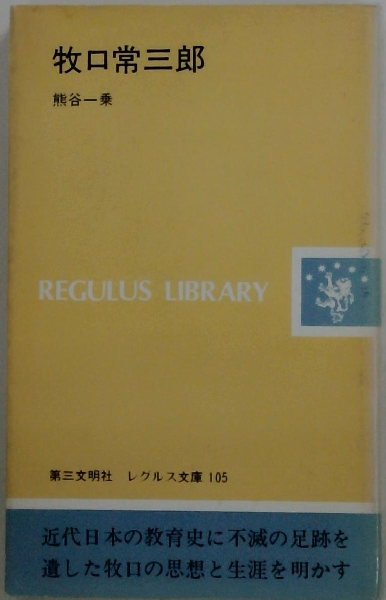 牧口常三郎
熊谷一乗
REGULUS LIBRARY
第三文明社 レグルス文庫 105
近代日本の教育史に不滅の足跡を
遺した牧口の思想と生涯を明かす